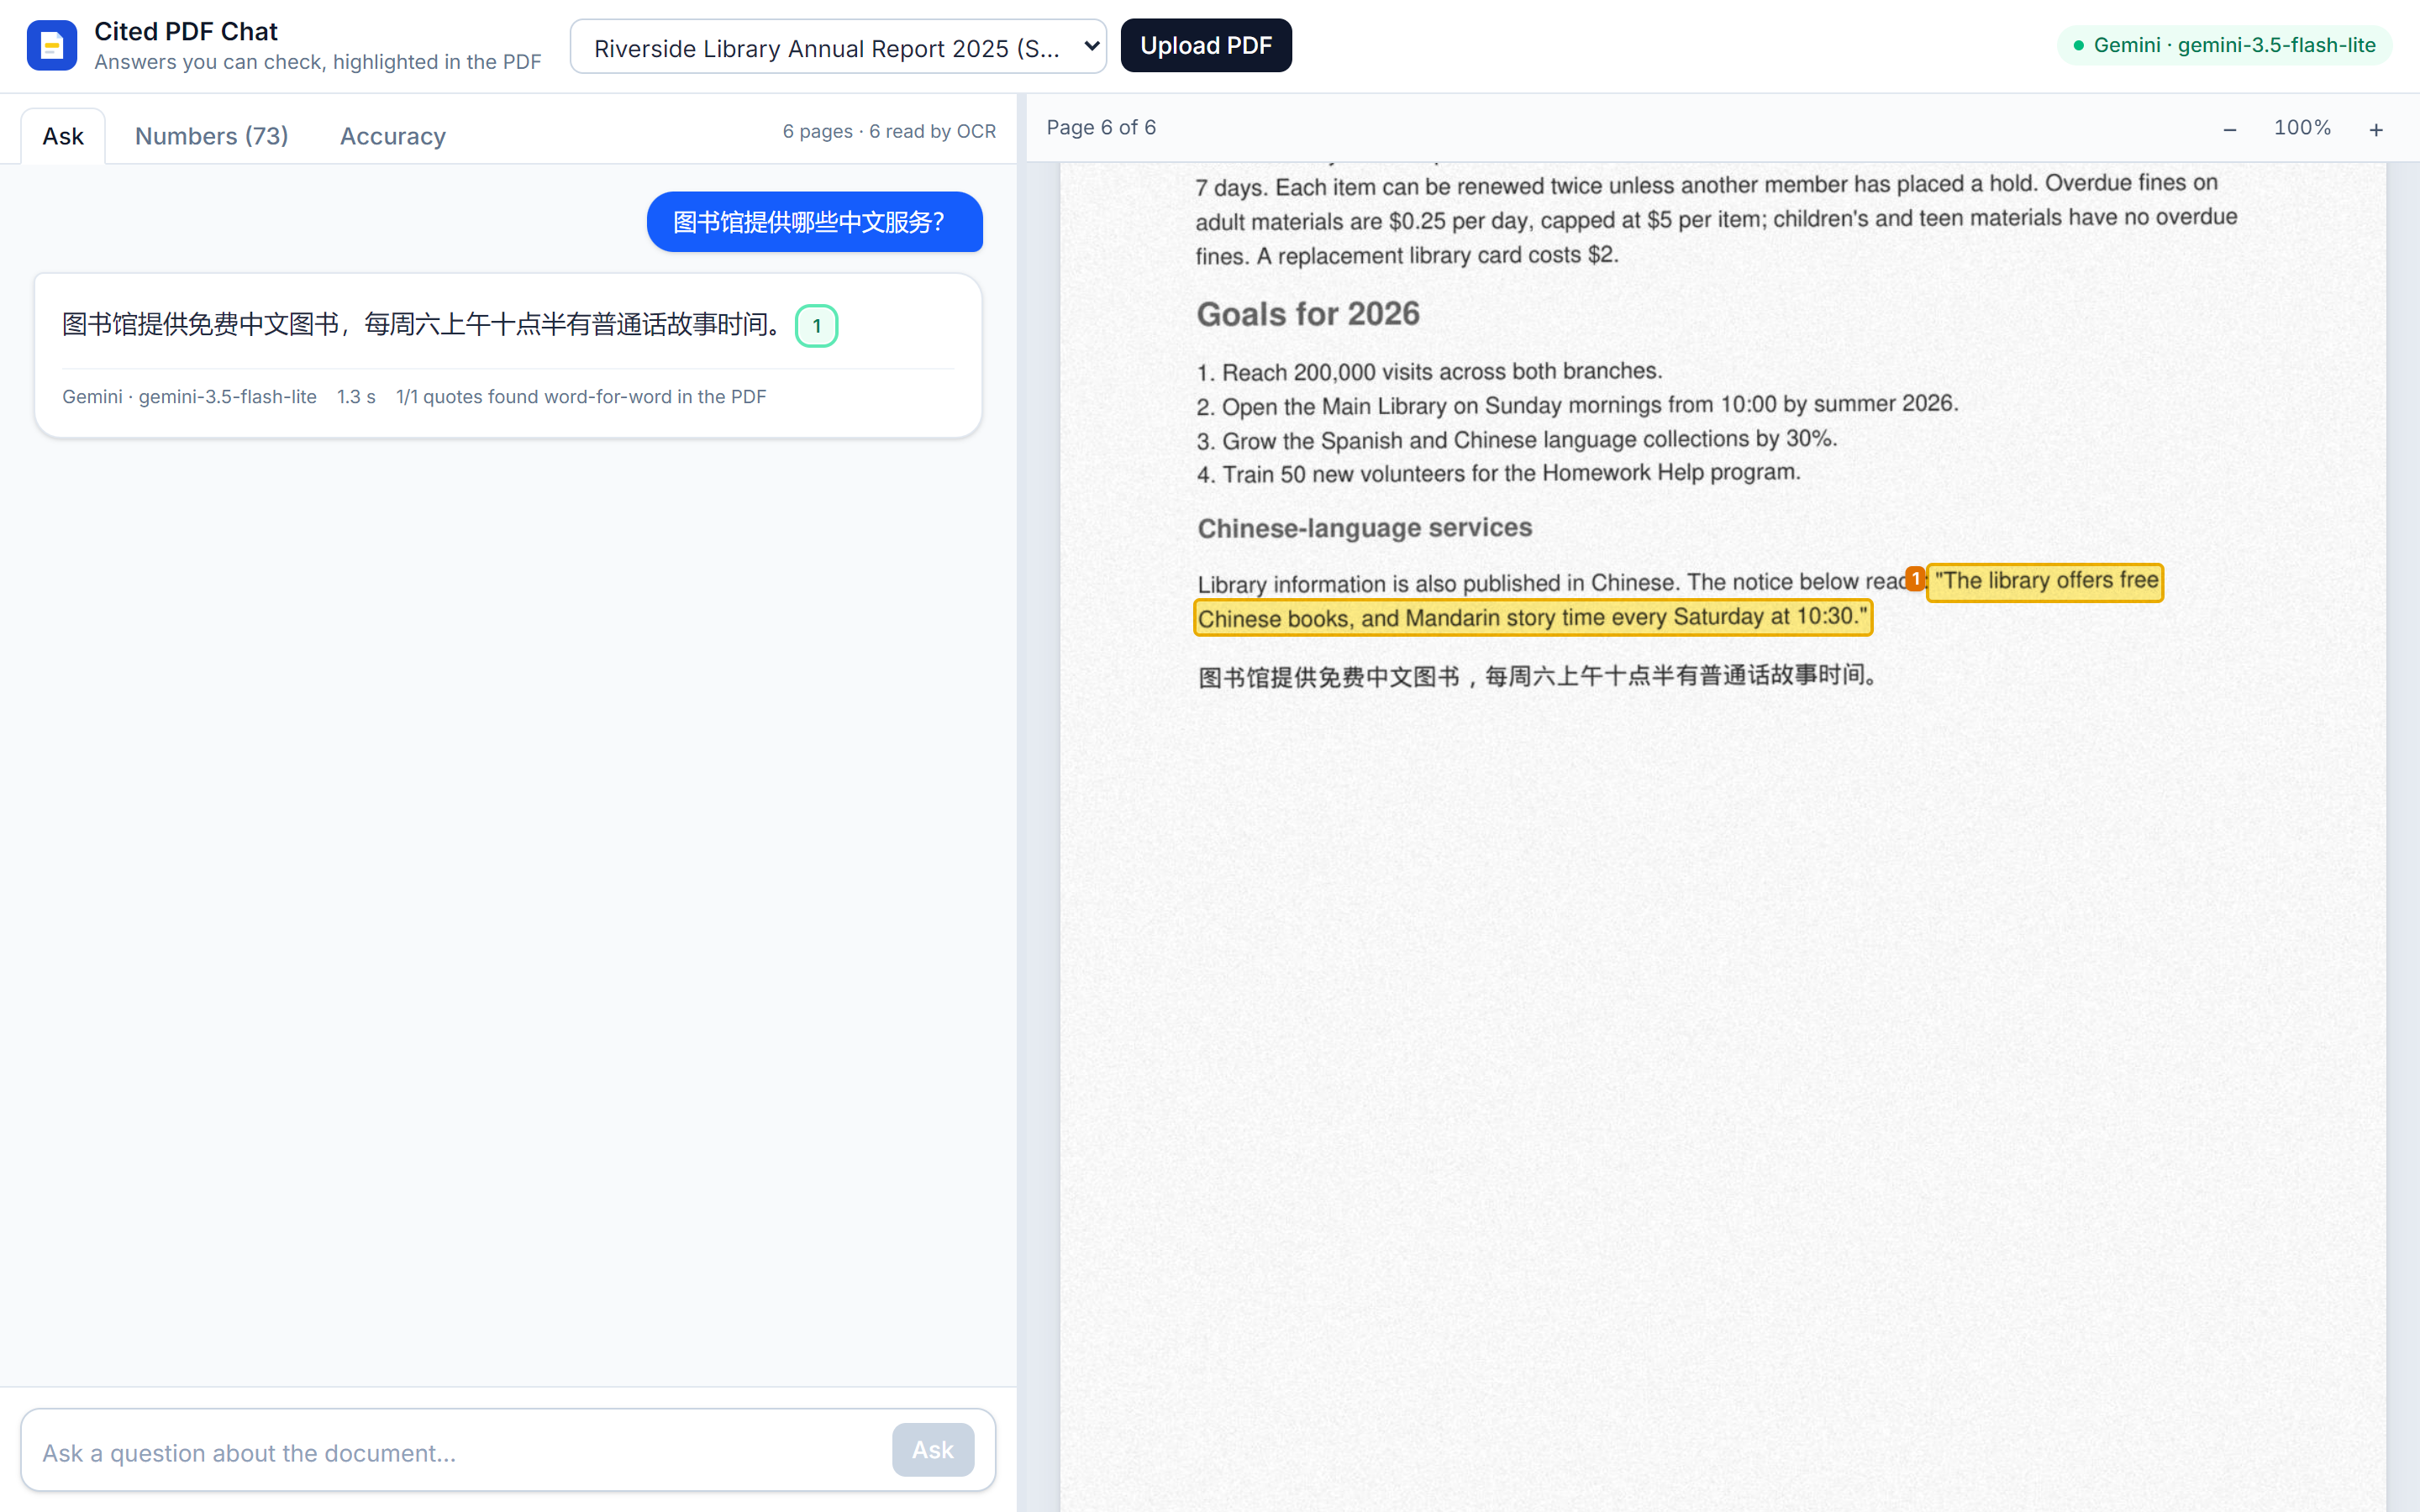 Cited PDF Chat
Answers you can check, highlighted in the PDF
Riverside Library Annual Report 2025 (S...
Upload PDF
Gemini · gemini-3.5-flash-lite
Ask
Numbers (73)
Accuracy
6 pages · 6 read by OCR
图书馆提供哪些中文服务？
图书馆提供免费中文图书，每周六上午十点半有普通话故事时间。 1
Gemini · gemini-3.5-flash-lite 1.3 s 1/1 quotes found word-for-word in the PDF
Ask a question about the document...
Ask
Page 6 of 6
− 100% +
7 days. Each item can be renewed twice unless another member has placed a hold. Overdue fines on
adult materials are $0.25 per day, capped at $5 per item; children's and teen materials have no overdue
fines. A replacement library card costs $2.
Goals for 2026
1. Reach 200,000 visits across both branches.
2. Open the Main Library on Sunday mornings from 10:00 by summer 2026.
3. Grow the Spanish and Chinese language collections by 30%.
4. Train 50 new volunteers for the Homework Help program.
Chinese-language services
Library information is also published in Chinese. The notice below 1 "The library offers free
Chinese books, and Mandarin story time every Saturday at 10:30."
图书馆提供免费中文图书，每周六上午十点半有普通话故事时间。